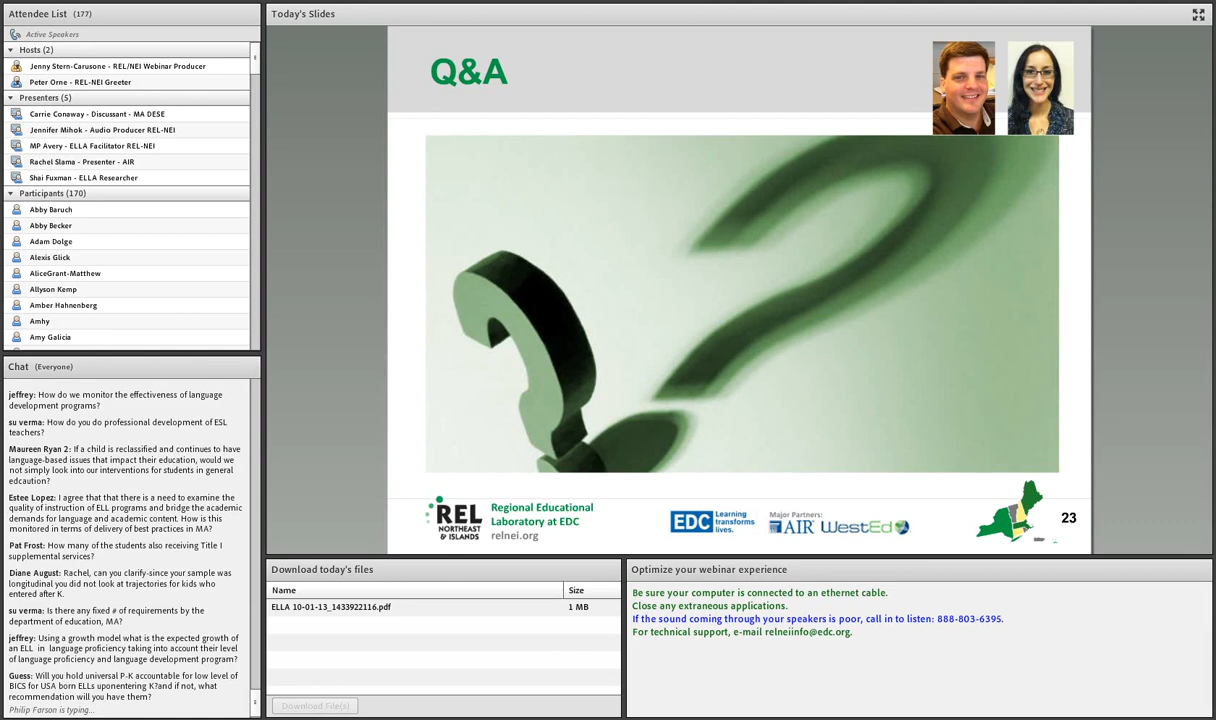 Attendee List (177)
Active Speakers
Hosts (2)
Jenny Stern-Carusone - REL/NEI Webinar Producer
Peter Orne - REL-NEI Greeter
Presenters (5)
Carrie Conaway - Discussant - MA DESE
Jennifer Mihok - Audio Producer REL-NEI
MP Avery - ELLA Facilitator REL-NEI
Rachel Slama - Presenter - AIR
Shai Fuxman - ELLA Researcher
Participants (170)
Abby Baruch
Abby Becker
Adam Dolge
Alexis Glick
AliceGrant-Matthew
Allyson Kemp
Amber Hahnenberg
Amhy
Amy Galicia
Chat (Everyone)
jeffrey: How do we monitor the effectiveness of language
development programs?
su verma: How do you do professional development of ESL
teachers?
Maureen Ryan 2: If a child is reclassified and continues to have
language-based issues that impact their education, would we
not simply look into our interventions for students in general
edcaution?
Estee Lopez: I agree that that there is a need to examine the
quality of instruction of ELL programs and bridge the academic
demands for language and academic content. How is this
monitored in terms of delivery of best practices in MA?
Pat Frost: How many of the students also receiving Title I
supplemental services?
Diane August: Rachel, can you clarify-since your sample was
longitudinal you did not look at trajectories for kids who
entered after K.
su verma: Is there any fixed # of requirements by the
department of education, MA?
jeffrey: Using a growth model what is the expected growth of
an ELL in language proficiency taking into account their level
of language proficiency and language development program?
Guess: Will you hold universal P-K accountable for low level of
BICS for USA born ELLs uponentering K?and if not, what
recommendation will you have them?
Philip Farson is typing...
Today's Slides
Q&A
REL
NORTHEAST
& ISLANDS
Regional Educational
Laboratory at EDC
relnei.org
EDC Learning
transforms
lives.
Major Partners:
AIR WestEd
23
Download today's files
Name Size
ELLA 10-01-13_1433922116.pdf 1 MB
Download File(s)
Optimize your webinar experience
Be sure your computer is connected to an ethernet cable.
Close any extraneous applications.
If the sound coming through your speakers is poor, call in to listen: 888-803-6395.
For technical support, e-mail relneiinfo@edc.org.